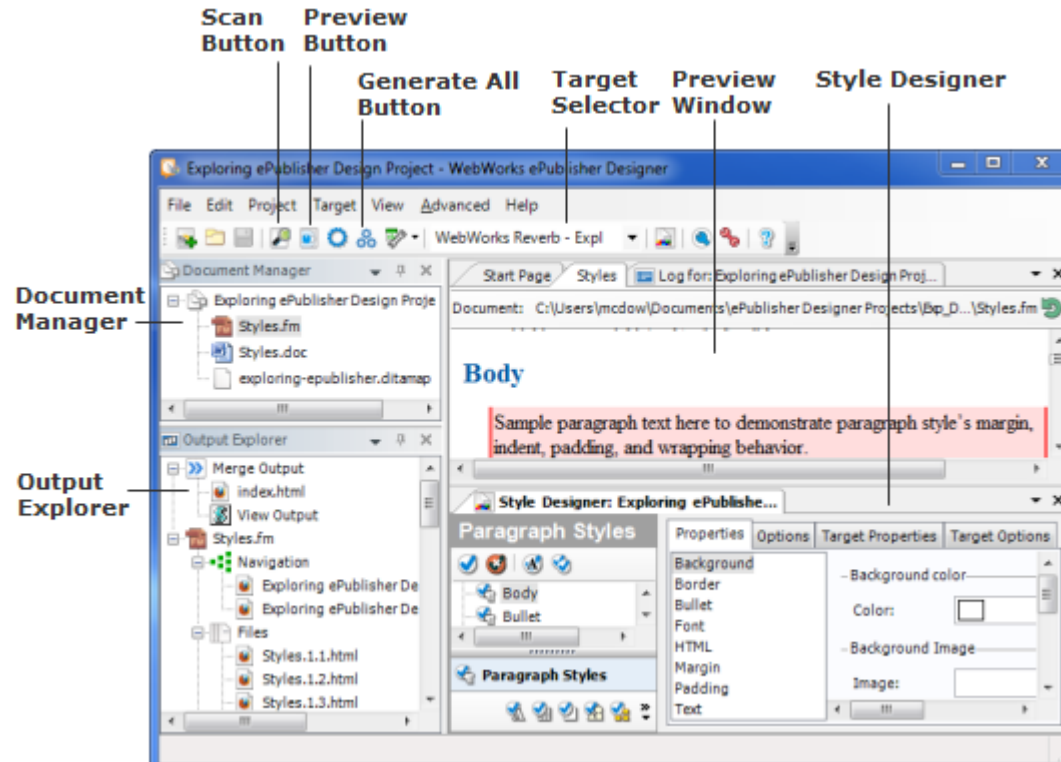 Scan Button
Preview Button
Generate All Button
Target Selector
Preview Window
Style Designer
Exploring ePublisher Design Project - WebWorks ePublisher Designer
File Edit Project Target View Advanced Help
WebWorks Reverb - Expl
Document Manager
Document Manager
Exploring ePublisher Design Proje
Styles.fm
Styles.doc
exploring-epublisher.ditamap
Start Page Styles Log for: Exploring ePublisher Design Proj...
Document: C:\Users\mcdow\Documents\ePublisher Designer Projects\Exp_D...\Styles.fm
Body
Sample paragraph text here to demonstrate paragraph style's margin,
indent, padding, and wrapping behavior.
Output Explorer
Output Explorer
Merge Output
index.html
View Output
Styles.fm
Navigation
Exploring ePublisher De
Exploring ePublisher De
Files
Styles.1.1.html
Styles.1.2.html
Styles.1.3.html
Style Designer: Exploring ePublishe...
Paragraph Styles
Body
Bullet
Paragraph Styles
Properties Options Target Properties Target Options
Background
Border
Bullet
Font
HTML
Margin
Padding
Text
Background color
Color:
Background Image
Image: